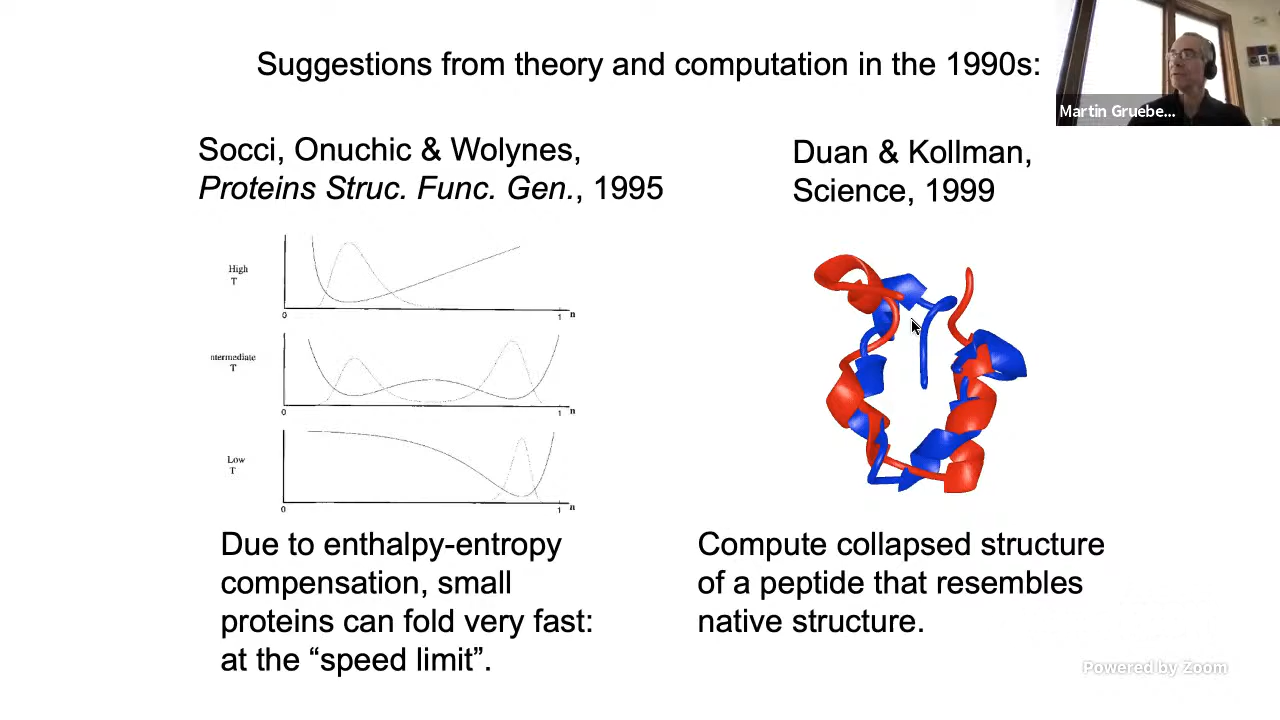 Suggestions from theory and computation in the 1990s:
Martin Gruebe...
Socci, Onuchic & Wolynes,
Proteins Struc. Func. Gen., 1995
Duan & Kollman,
Science, 1999
High
T
0
1
n
ntermediate
T
0
1
n
Low
T
0
1
n
Due to enthalpy-entropy
compensation, small
proteins can fold very fast:
at the “speed limit”.
Compute collapsed structure
of a peptide that resembles
native structure.
Powered by Zoom